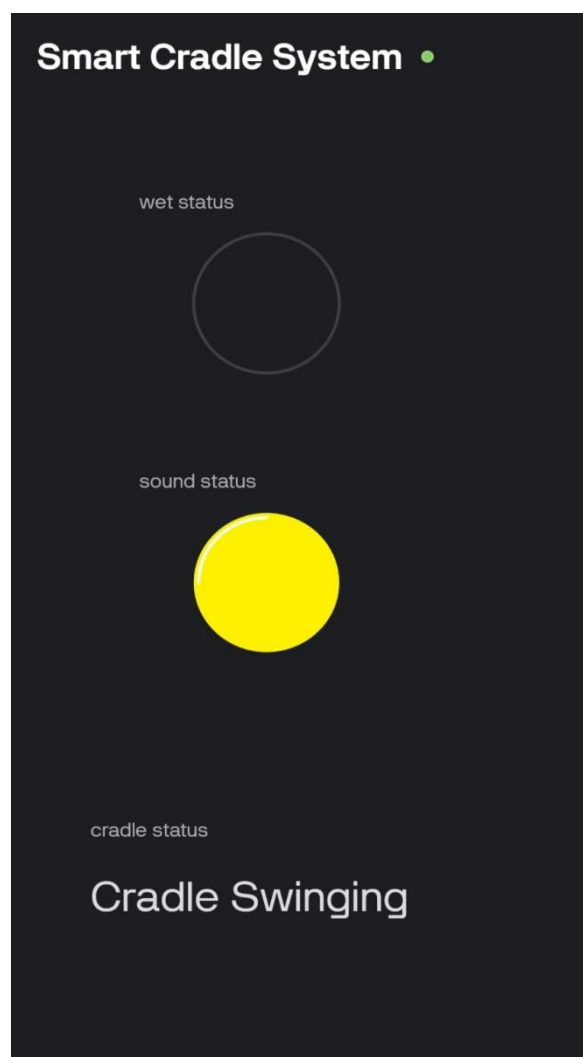 Smart Cradle System
wet status
sound status
cradle status
Cradle Swinging